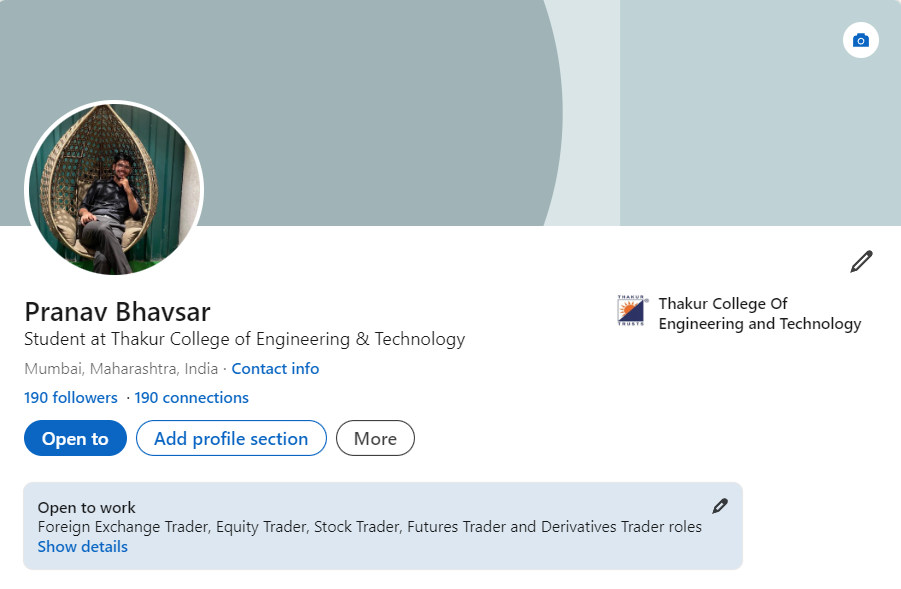 Pranav Bhavsar
Student at Thakur College of Engineering & Technology
Mumbai, Maharashtra, India · Contact info
190 followers · 190 connections
Open to
Add profile section
More
THAKUR
TRUSTS
Thakur College Of
Engineering and Technology
Open to work
Foreign Exchange Trader, Equity Trader, Stock Trader, Futures Trader and Derivatives Trader roles
Show details